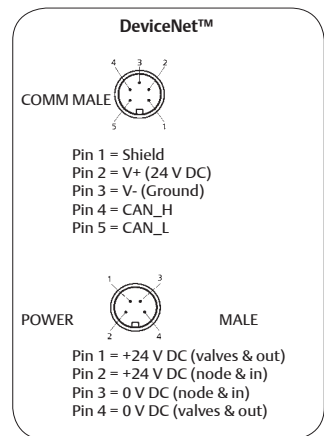 DeviceNet™
4 3 2
COMM MALE
5 1
Pin 1 = Shield
Pin 2 = V+ (24 V DC)
Pin 3 = V- (Ground)
Pin 4 = CAN_H
Pin 5 = CAN_L
1 3
POWER MALE
2 4
Pin 1 = +24 V DC (valves & out)
Pin 2 = +24 V DC (node & in)
Pin 3 = 0 V DC (node & in)
Pin 4 = 0 V DC (valves & out)